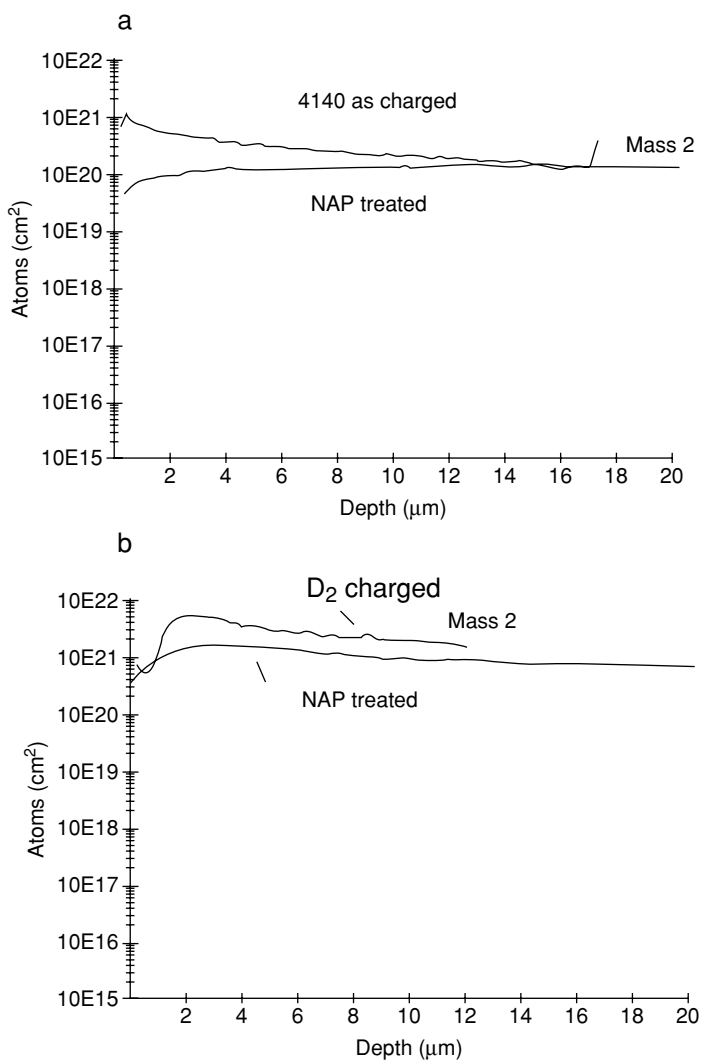 a
10E22
10E21
10E20
10E19
10E18
10E17
10E16
10E15
Atoms (cm²)
4140 as charged
Mass 2
NAP treated
2 4 6 8 10 12 14 16 18 20
Depth (μm)
b
10E22
10E21
10E20
10E19
10E18
10E17
10E16
10E15
Atoms (cm²)
D₂ charged
Mass 2
NAP treated
2 4 6 8 10 12 14 16 18 20
Depth (μm)